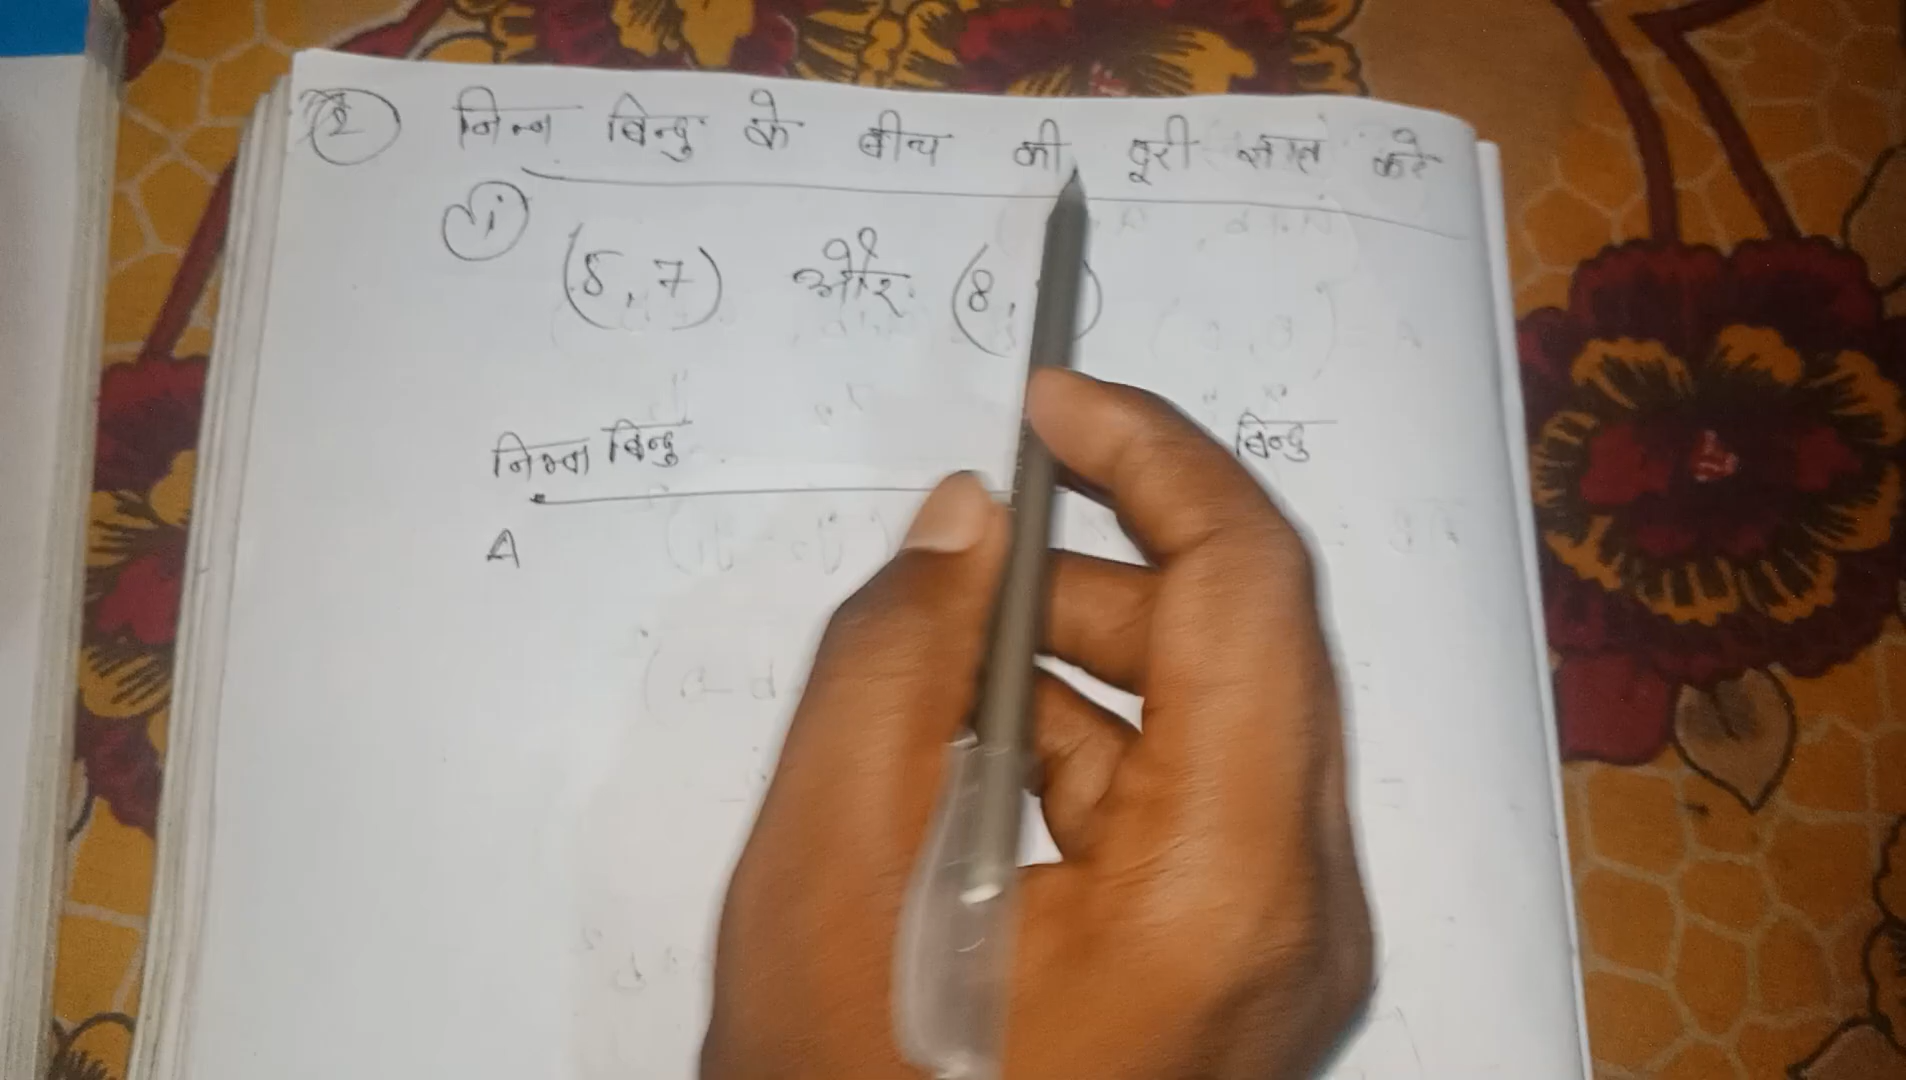 2 निम्न बिन्दु के बीच की दूरी ज्ञात करे
(i)
(5, 7) और (8,
निम्न बिन्दु बिन्दु
A